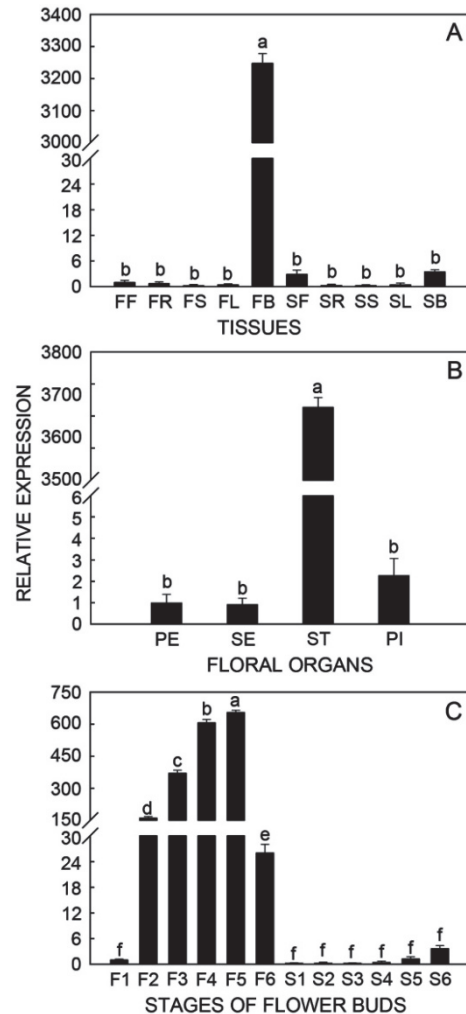 A
3400
3300
3200
3100
3000
30
24
18
12
6
0
a
b b b b b b b b b
FF FR FS FL FB SF SR SS SL SB
TISSUES
B
3800
3700
3600
3500
6
5
4
3
2
1
0
a
b b b
PE SE ST PI
FLORAL ORGANS
RELATIVE EXPRESSION
C
750
600
450
300
150
30
24
18
12
6
0
f d c b a e f f f f f f
F1 F2 F3 F4 F5 F6 S1 S2 S3 S4 S5 S6
STAGES OF FLOWER BUDS